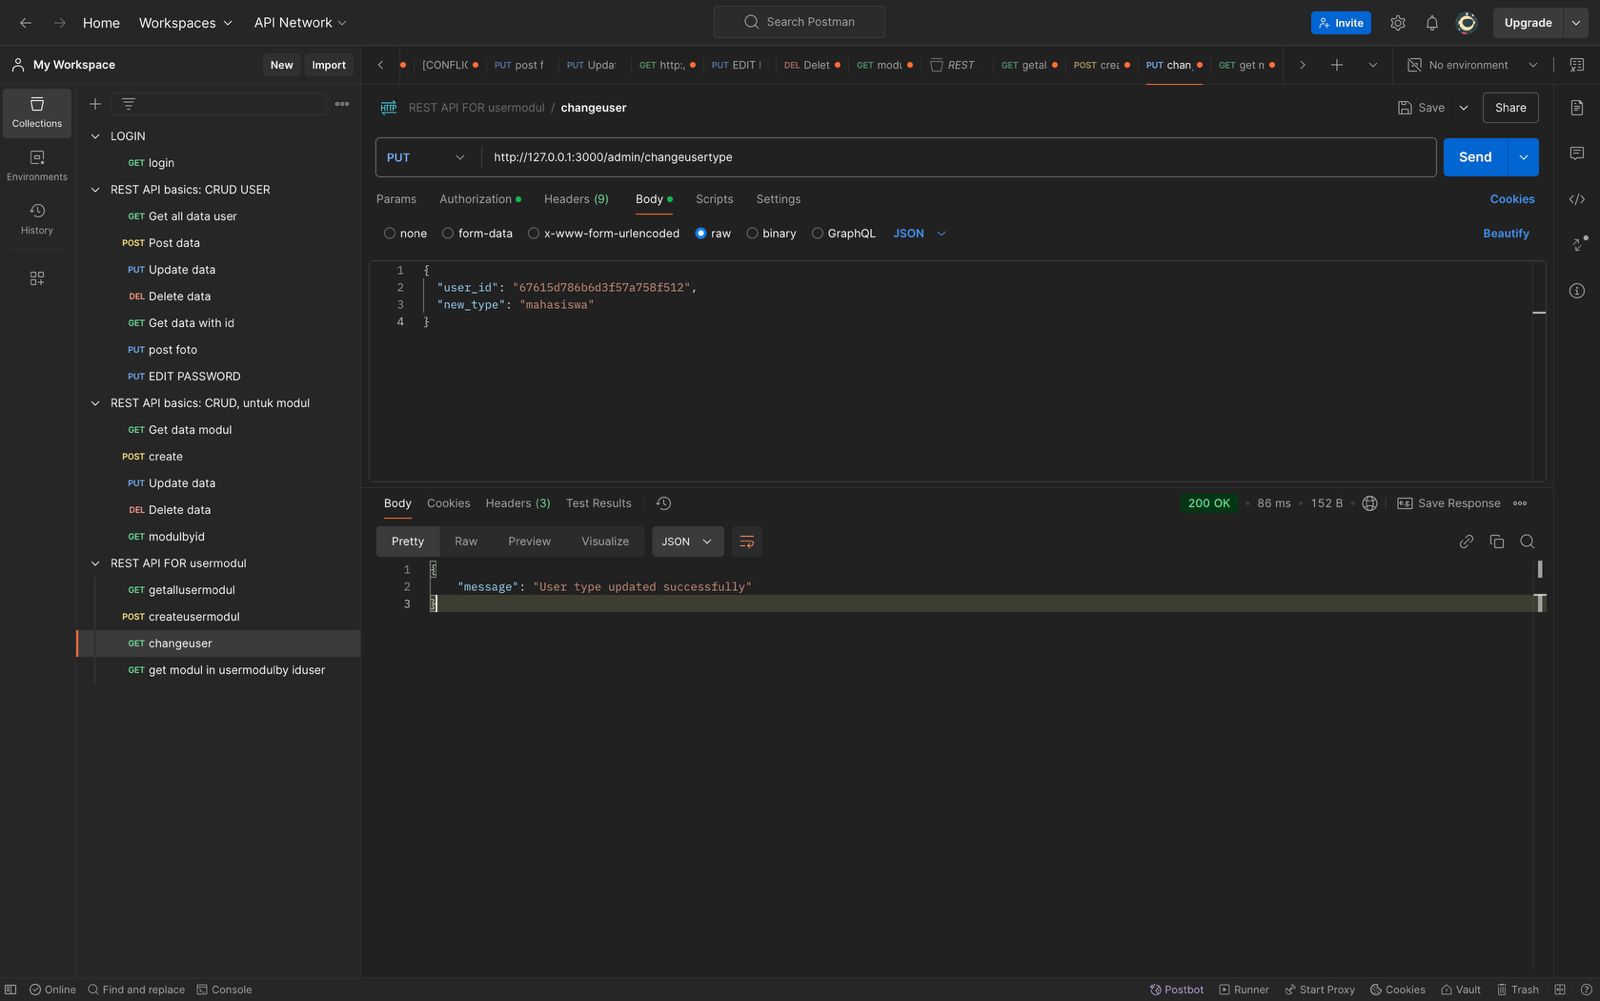 Home Workspaces API Network Search Postman Invite Upgrade
My Workspace New Import
[CONFLIC PUT post f PUT Upda GET http:, PUT EDIT DEL Delet GET modu REST GET getal POST crea PUT chan, GET get n No environment
Collections
Environments
History
LOGIN
GET login
REST API basics: CRUD USER
GET Get all data user
POST Post data
PUT Update data
DEL Delete data
GET Get data with id
PUT post foto
PUT EDIT PASSWORD
REST API basics: CRUD, untuk modul
GET Get data modul
POST create
PUT Update data
DEL Delete data
GET modulbyid
REST API FOR usermodul
GET getallusermodul
POST createusermodul
GET changeuser
GET get modul in usermodulby iduser
HTTP REST API FOR usermodul / changeuser Save Share
PUT http://127.0.0.1:3000/admin/changeusertype Send
Params Authorization Headers (9) Body Scripts Settings Cookies
none form-data x-www-form-urlencoded raw binary GraphQL JSON Beautify
1 {
2 "user_id": "67615d786b6d3f57a758f512",
3 "new_type": "mahasiswa"
4 }
Body Cookies Headers (3) Test Results 200 OK • 86 ms • 152 B e.g. Save Response
Pretty Raw Preview Visualize JSON
1 {
2 "message": "User type updated successfully"
3 }
Online Find and replace Console Postbot Runner Start Proxy Cookies Vault Trash